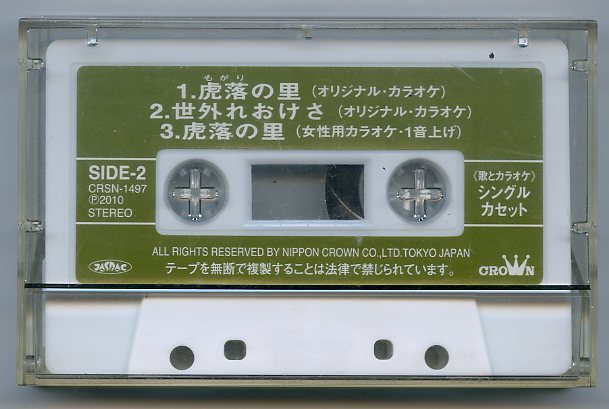 もがり
1.虎落の里(オリジナル・カラオケ)
2.世外れおけさ(オリジナル・カラオケ)
3.虎落の里(女性用カラオケ・1音上げ)
SIDE-2
CRSN-1497
Ⓟ2010
STEREO
《歌とカラオケ》
シングル
カセット
ALL RIGHTS RESERVED BY NIPPON CROWN CO.,LTD.TOKYO JAPAN
JASRAC
テープを無断で複製することは法律で禁じられています。
CROWN